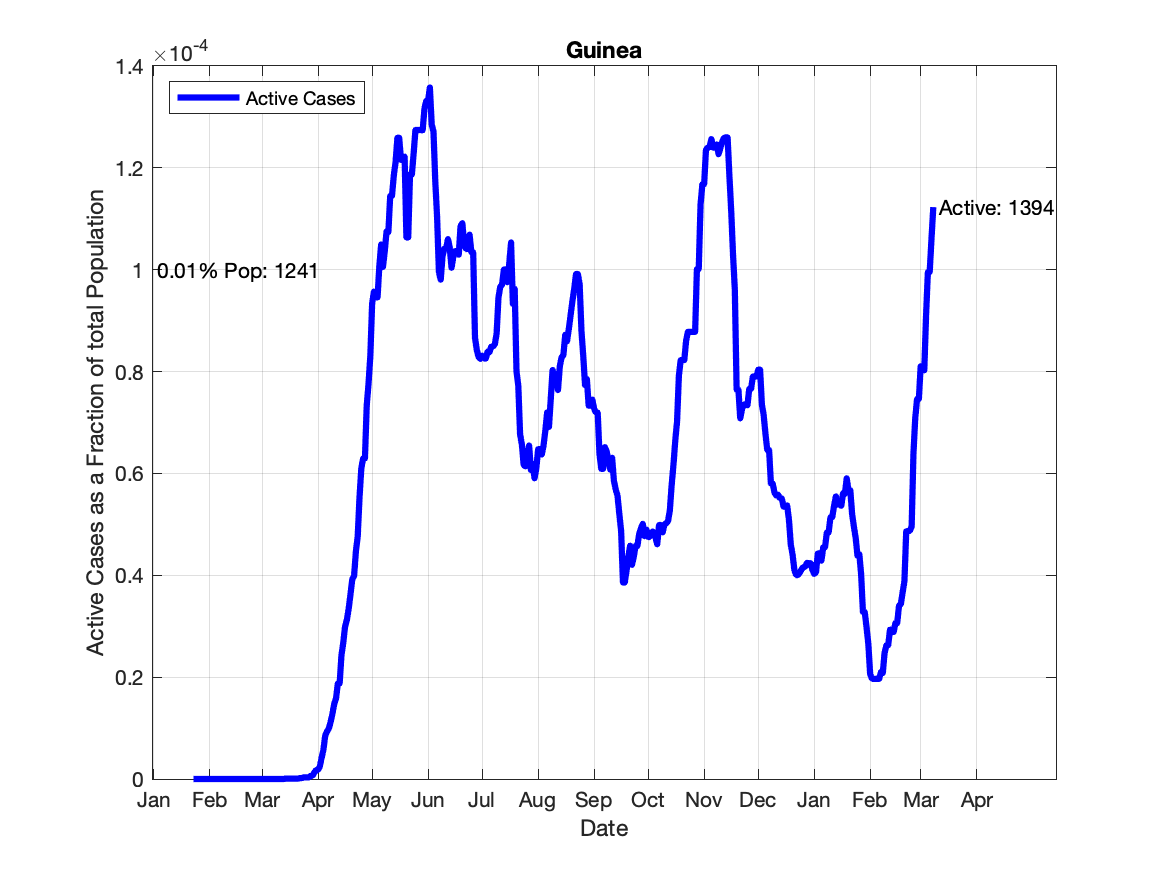 Guinea
×10-4
1.4
1.2
1
0.8
0.6
0.4
0.2
0
Active Cases
0.01% Pop: 1241
Active: 1394
Active Cases as a Fraction of total Population
Jan Feb Mar Apr May Jun Jul Aug Sep Oct Nov Dec Jan Feb Mar Apr
Date